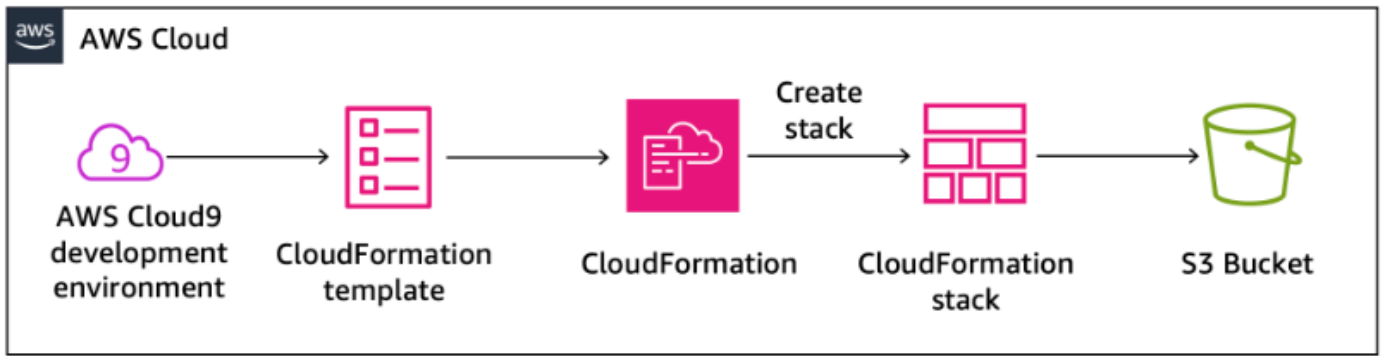 aws
AWS Cloud
Create
stack
9
AWS Cloud9
development
environment
CloudFormation
template
CloudFormation
CloudFormation
stack
S3 Bucket